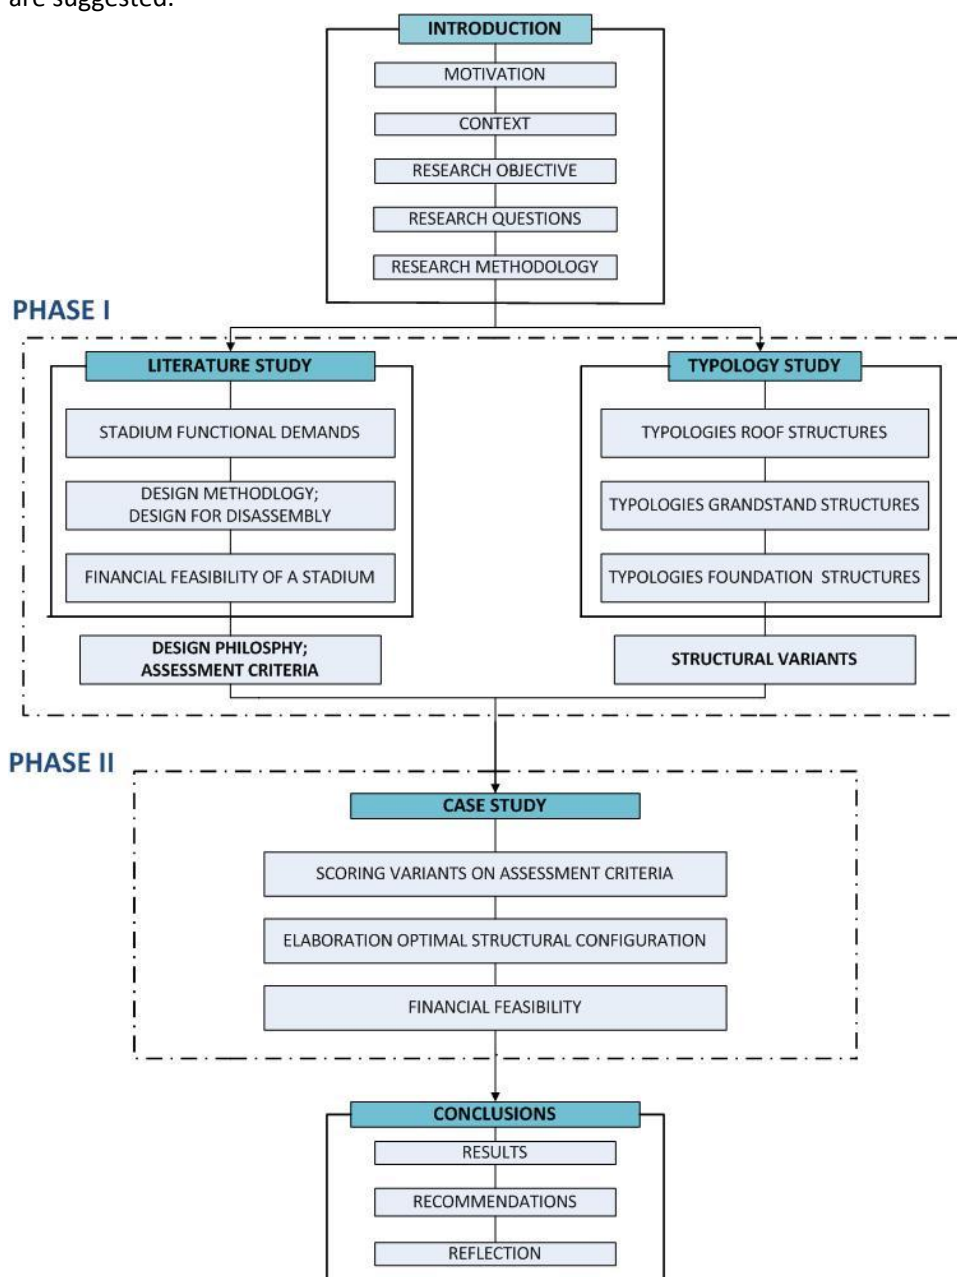 are suggested.
INTRODUCTION
MOTIVATION
CONTEXT
RESEARCH OBJECTIVE
RESEARCH QUESTIONS
RESEARCH METHODOLOGY
PHASE I
LITERATURE STUDY
STADIUM FUNCTIONAL DEMANDS
DESIGN METHODLOGY;
DESIGN FOR DISASSEMBLY
FINANCIAL FEASIBILITY OF A STADIUM
DESIGN PHILOSPHY;
ASSESSMENT CRITERIA
TYPOLOGY STUDY
TYPOLOGIES ROOF STRUCTURES
TYPOLOGIES GRANDSTAND STRUCTURES
TYPOLOGIES FOUNDATION STRUCTURES
STRUCTURAL VARIANTS
PHASE II
CASE STUDY
SCORING VARIANTS ON ASSESSMENT CRITERIA
ELABORATION OPTIMAL STRUCTURAL CONFIGURATION
FINANCIAL FEASIBILITY
CONCLUSIONS
RESULTS
RECOMMENDATIONS
REFLECTION